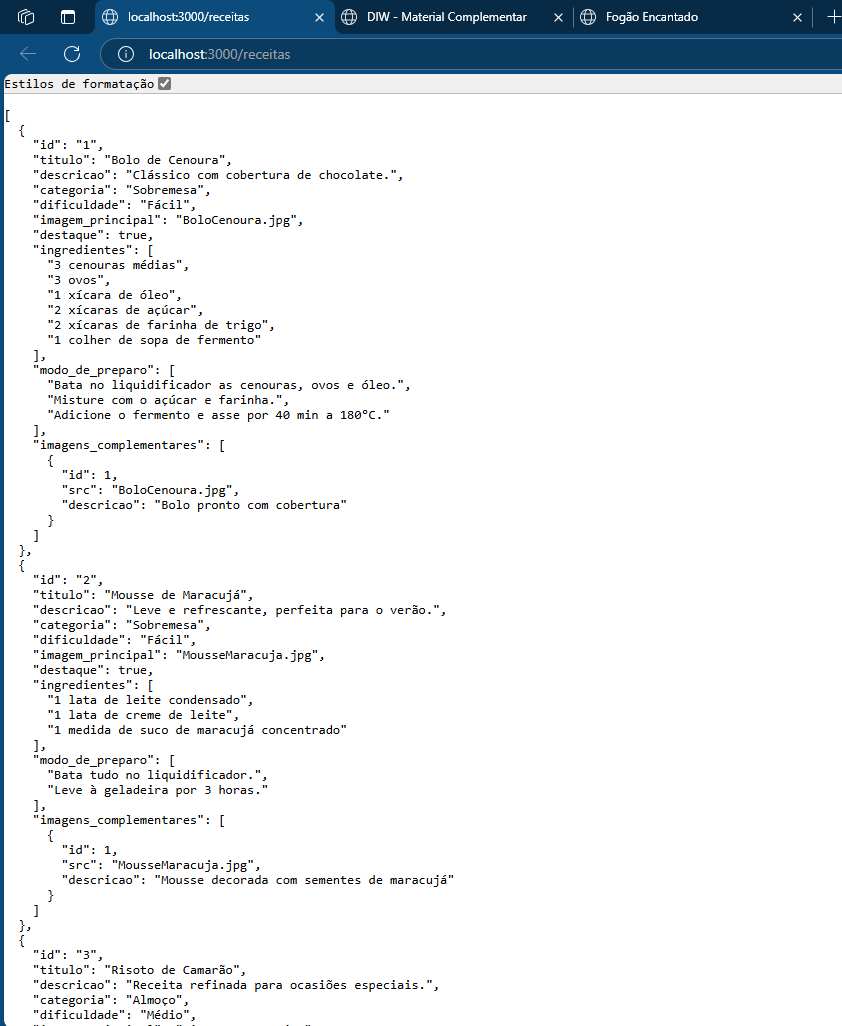 localhost:3000/receitas
DIW - Material Complementar
Fogão Encantado
localhost:3000/receitas
Estilos de formatação
[
{
"id": "1",
"titulo": "Bolo de Cenoura",
"descricao": "Clássico com cobertura de chocolate.",
"categoria": "Sobremesa",
"dificuldade": "Fácil",
"imagem_principal": "BoloCenoura.jpg",
"destaque": true,
"ingredientes": [
"3 cenouras médias",
"3 ovos",
"1 xícara de óleo",
"2 xícaras de açúcar",
"2 xícaras de farinha de trigo",
"1 colher de sopa de fermento"
],
"modo_de_preparo": [
"Bata no liquidificador as cenouras, ovos e óleo.",
"Misture com o açúcar e farinha.",
"Adicione o fermento e asse por 40 min a 180°C."
],
"imagens_complementares": [
{
"id": 1,
"src": "BoloCenoura.jpg",
"descricao": "Bolo pronto com cobertura"
}
]
},
{
"id": "2",
"titulo": "Mousse de Maracujá",
"descricao": "Leve e refrescante, perfeita para o verão.",
"categoria": "Sobremesa",
"dificuldade": "Fácil",
"imagem_principal": "MousseMaracuja.jpg",
"destaque": true,
"ingredientes": [
"1 lata de leite condensado",
"1 lata de creme de leite",
"1 medida de suco de maracujá concentrado"
],
"modo_de_preparo": [
"Bata tudo no liquidificador.",
"Leve à geladeira por 3 horas."
],
"imagens_complementares": [
{
"id": 1,
"src": "MousseMaracuja.jpg",
"descricao": "Mousse decorada com sementes de maracujá"
}
]
},
{
"id": "3",
"titulo": "Risoto de Camarão",
"descricao": "Receita refinada para ocasiões especiais.",
"categoria": "Almoço",
"dificuldade": "Médio",